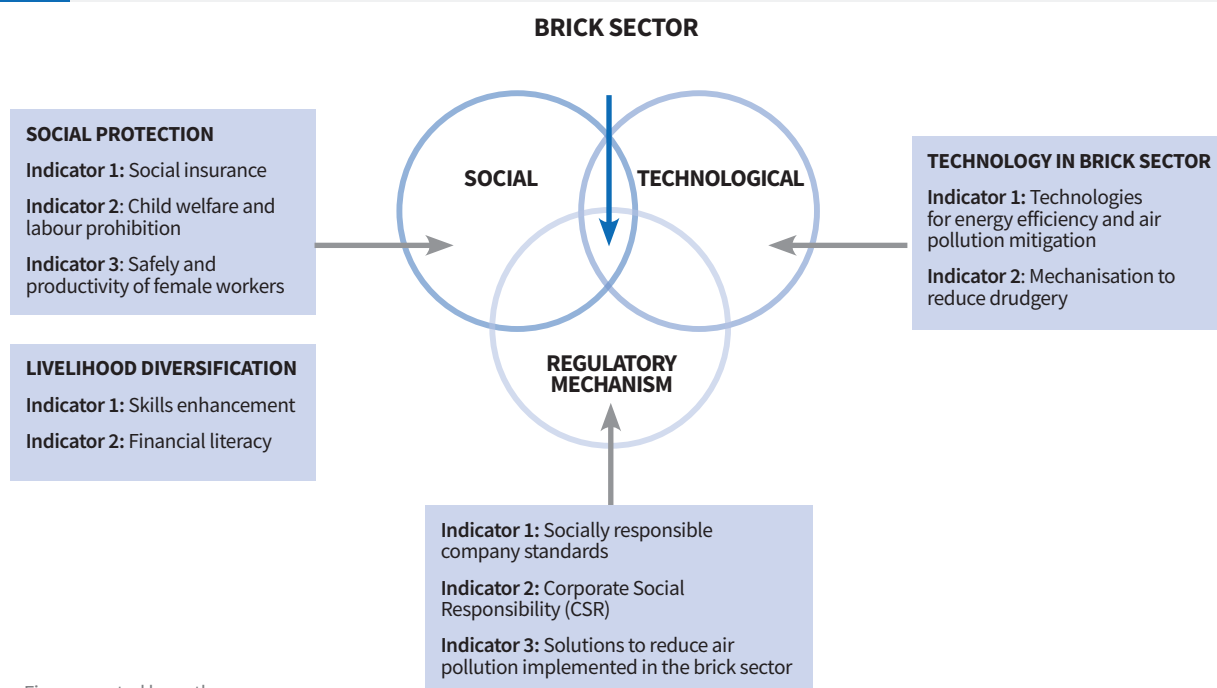 BRICK SECTOR
SOCIAL PROTECTION
Indicator 1: Social insurance
Indicator 2: Child welfare and
labour prohibition
Indicator 3: Safely and
productivity of female workers
LIVELIHOOD DIVERSIFICATION
Indicator 1: Skills enhancement
Indicator 2: Financial literacy
SOCIAL
TECHNOLOGICAL
REGULATORY
MECHANISM
TECHNOLOGY IN BRICK SECTOR
Indicator 1: Technologies
for energy efficiency and air
pollution mitigation
Indicator 2: Mechanisation to
reduce drudgery
Indicator 1: Socially responsible
company standards
Indicator 2: Corporate Social
Responsibility (CSR)
Indicator 3: Solutions to reduce air
pollution implemented in the brick sector